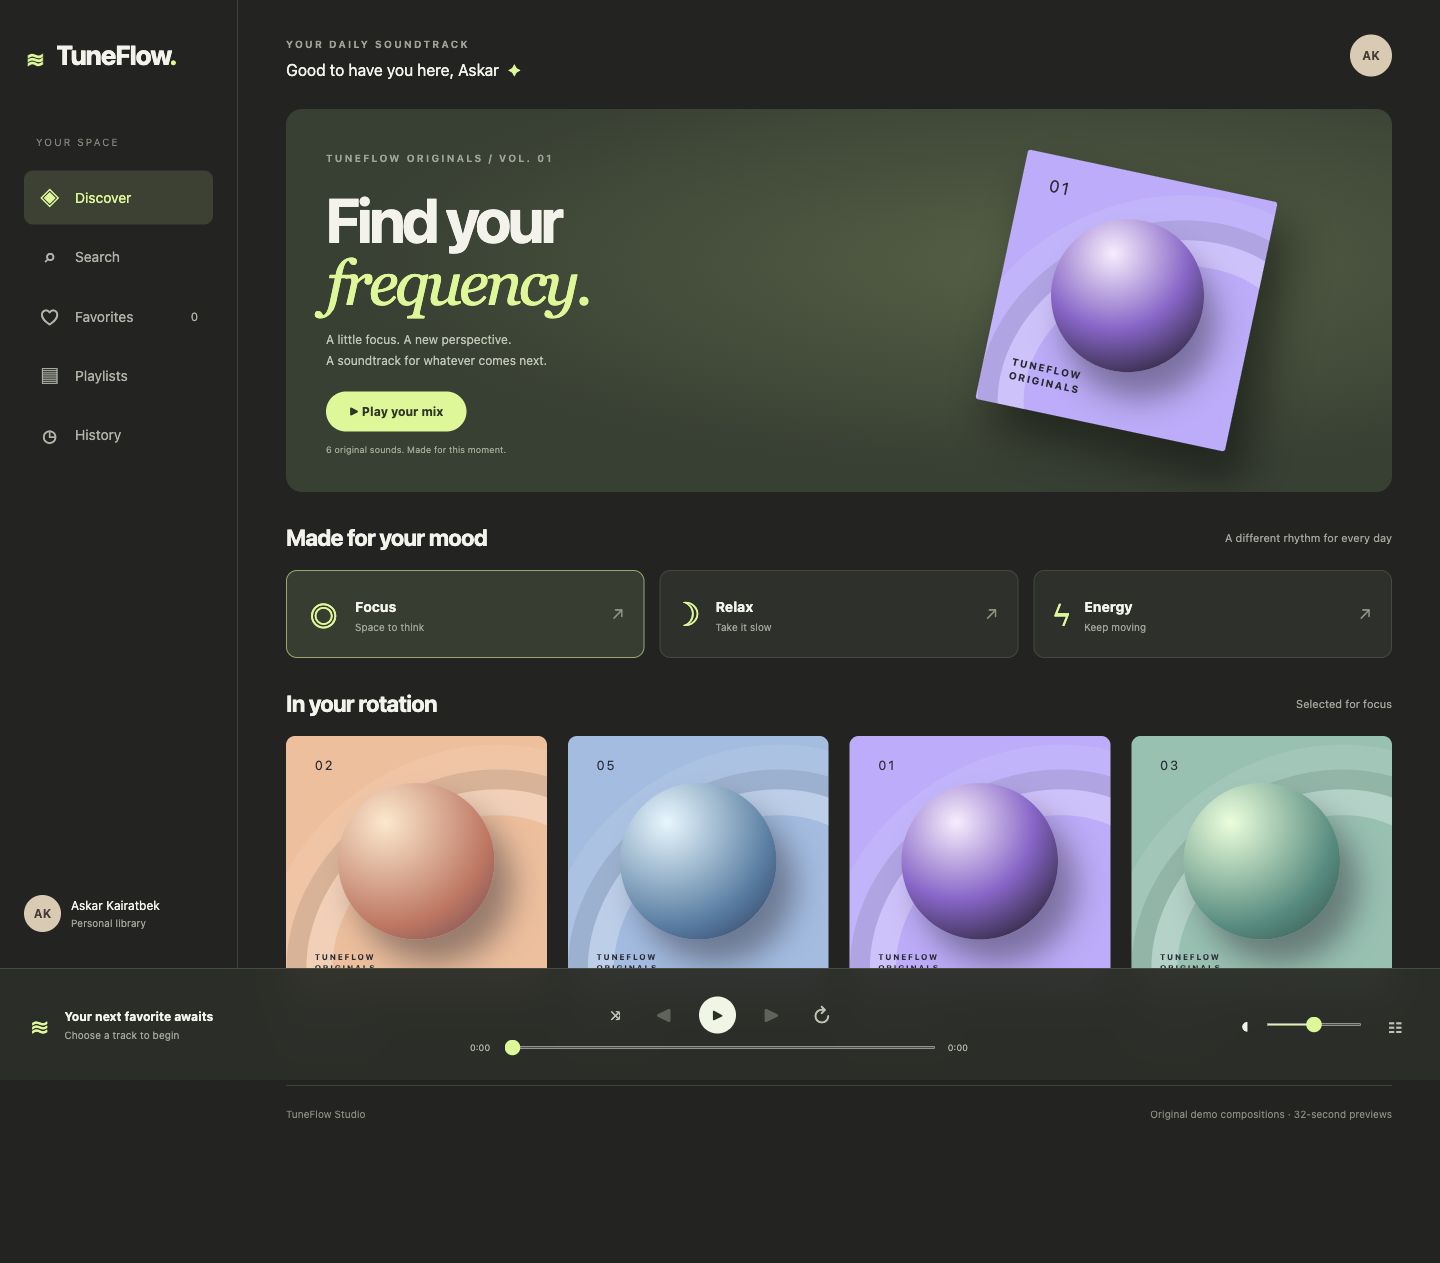 TuneFlow.
YOUR SPACE
Discover
Search
Favorites 0
Playlists
History
Askar Kairatbek
AK
Personal library
YOUR DAILY SOUNDTRACK
Good to have you here, Askar
AK
TUNEFLOW ORIGINALS / VOL. 01
Find your
frequency.
A little focus. A new perspective.
A soundtrack for whatever comes next.
Play your mix
6 original sounds. Made for this moment.
01
TUNEFLOW
ORIGINALS
Made for your mood
A different rhythm for every day
Focus
Space to think
Relax
Take it slow
Energy
Keep moving
In your rotation
Selected for focus
02
TUNEFLOW
ORIGINALS
05
TUNEFLOW
ORIGINALS
01
TUNEFLOW
ORIGINALS
03
TUNEFLOW
ORIGINALS
Your next favorite awaits
Choose a track to begin
0:00
0:00
TuneFlow Studio
Original demo compositions · 32-second previews